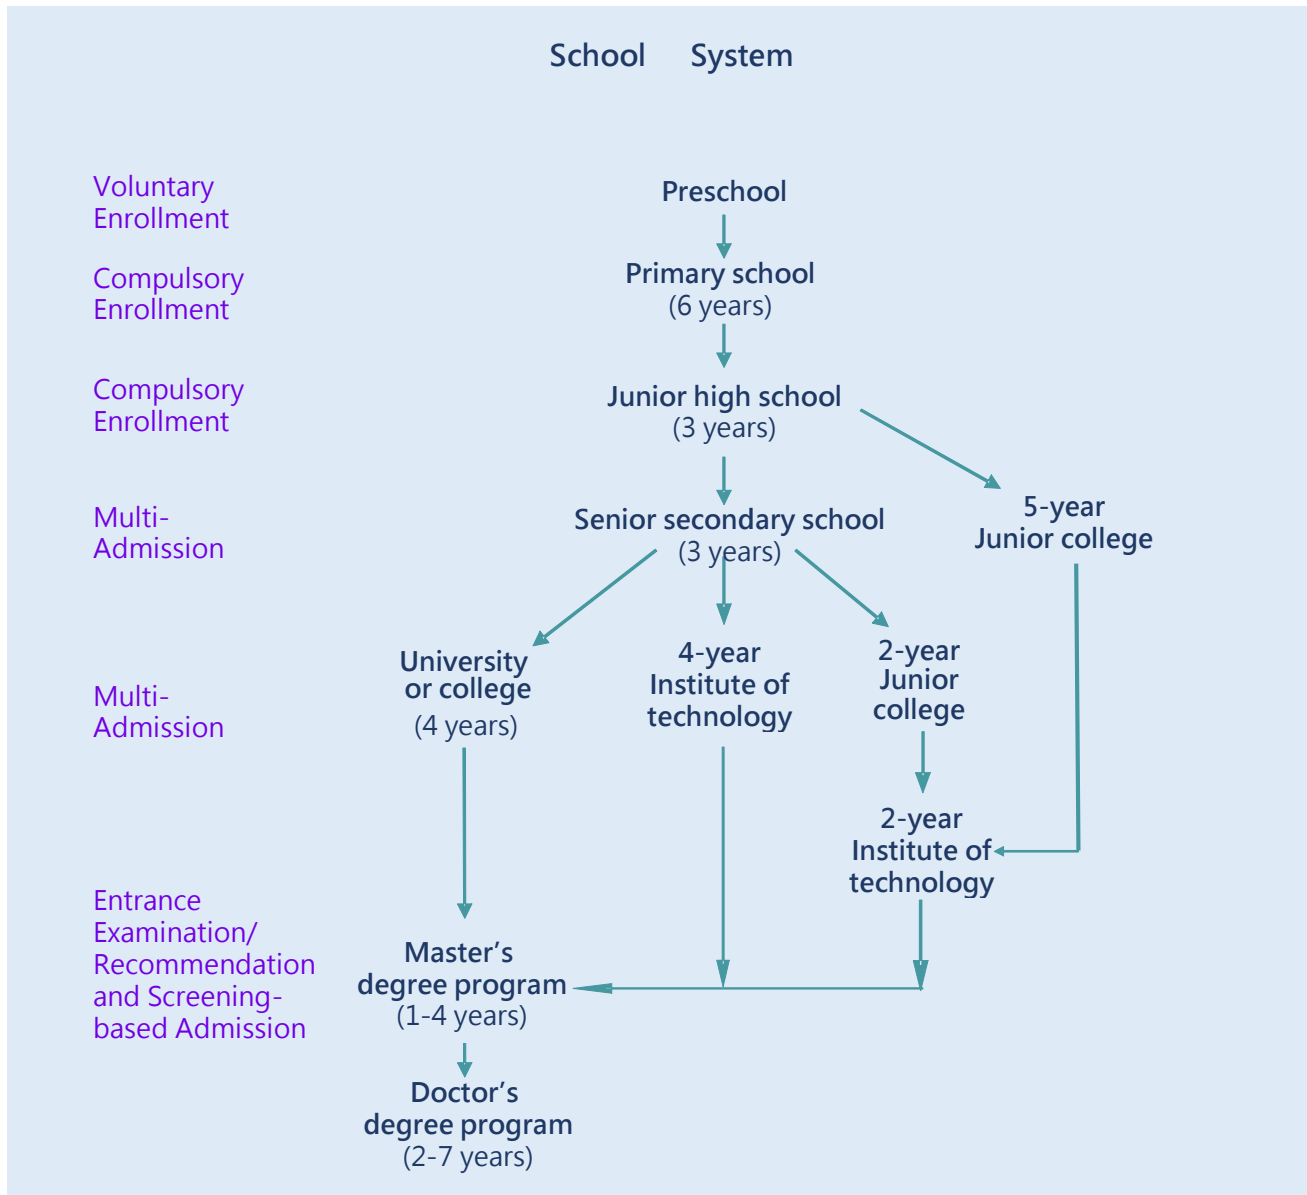 School System
Voluntary
Enrollment
Preschool
Compulsory
Enrollment
Primary school
(6 years)
Compulsory
Enrollment
Junior high school
(3 years)
Multi-
Admission
Senior secondary school
(3 years)
5-year
Junior college
Multi-
Admission
University
or college
(4 years)
4-year
Institute of
technology
2-year
Junior
college
2-year
Institute of
technology
Entrance
Examination/
Recommendation
and Screening-
based Admission
Master's
degree program
(1-4 years)
Doctor's
degree program
(2-7 years)